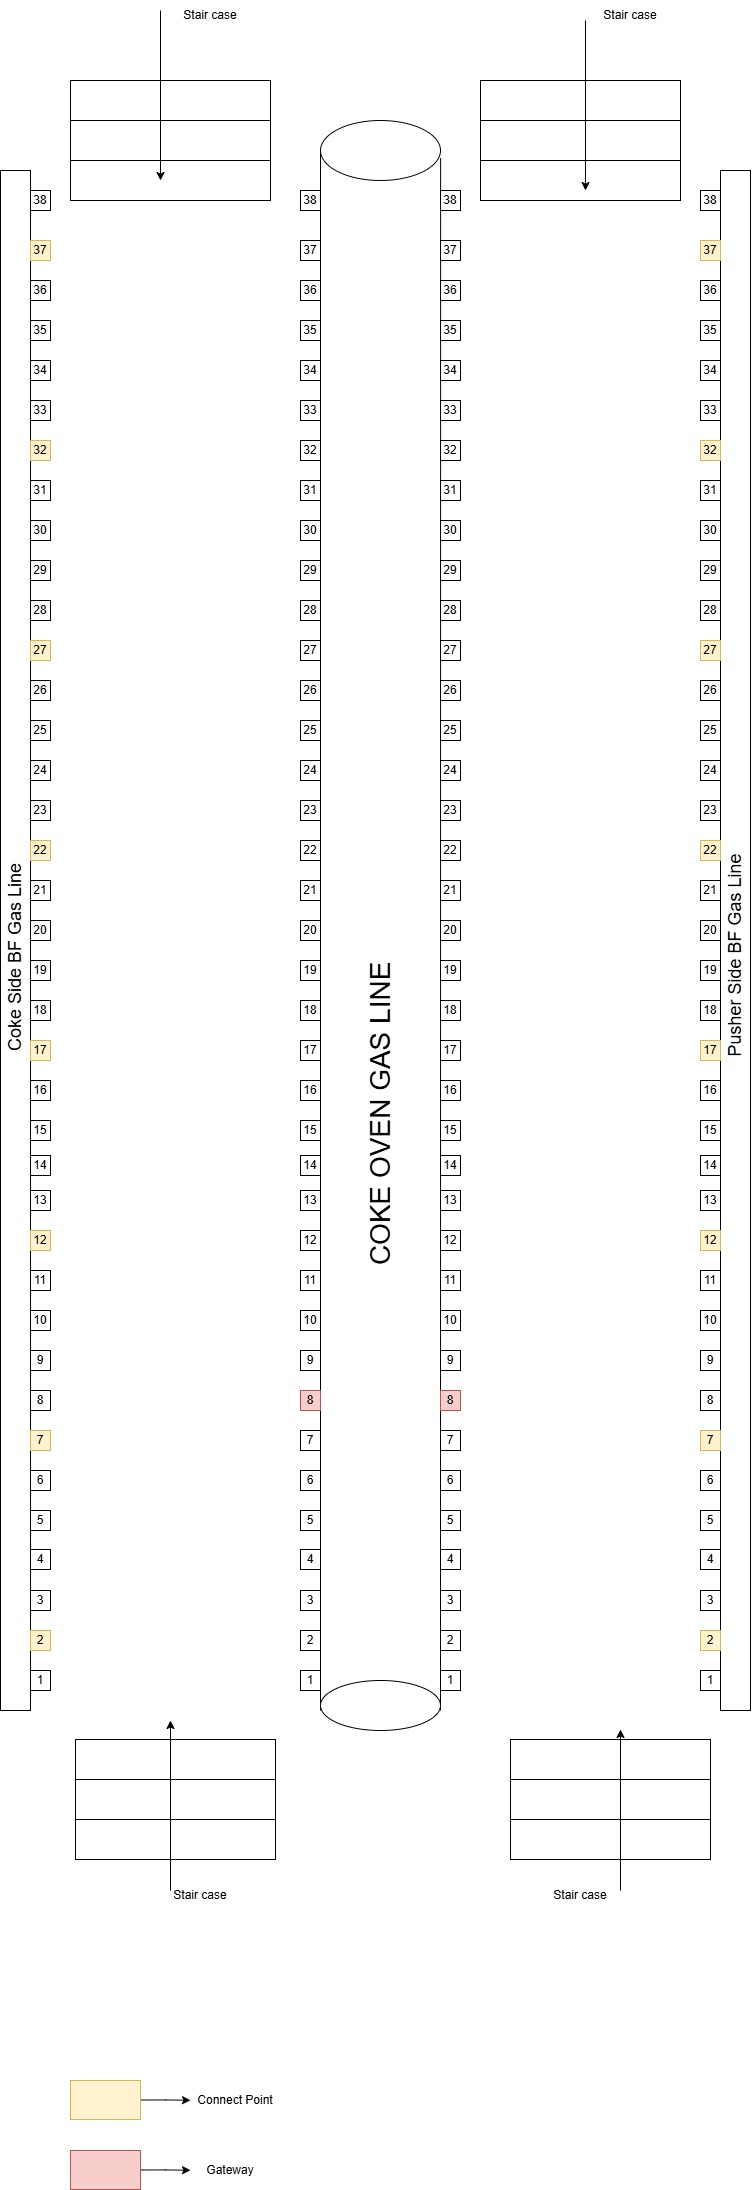 Coke Side BF Gas Line
1 2 3 4 5 6 7 8 9 10 11 12 13 14 15 16 17 18 19 20 21 22 23 24 25 26 27 28 29 30 31 32 33 34 35 36 37 38
Gateway
Connect Point
Stair case
Stair case
1 2 3 4 5 6 7 8 9 10 11 12 13 14 15 16 17 18 19 20 21 22 23 24 25 26 27 28 29 30 31 32 33 34 35 36 37 38
COKE OVEN GAS LINE
1 2 3 4 5 6 7 8 9 10 11 12 13 14 15 16 17 18 19 20 21 22 23 24 25 26 27 28 29 30 31 32 33 34 35 36 37 38
Stair case
Stair case
1 2 3 4 5 6 7 8 9 10 11 12 13 14 15 16 17 18 19 20 21 22 23 24 25 26 27 28 29 30 31 32 33 34 35 36 37 38
Pusher Side BF Gas Line